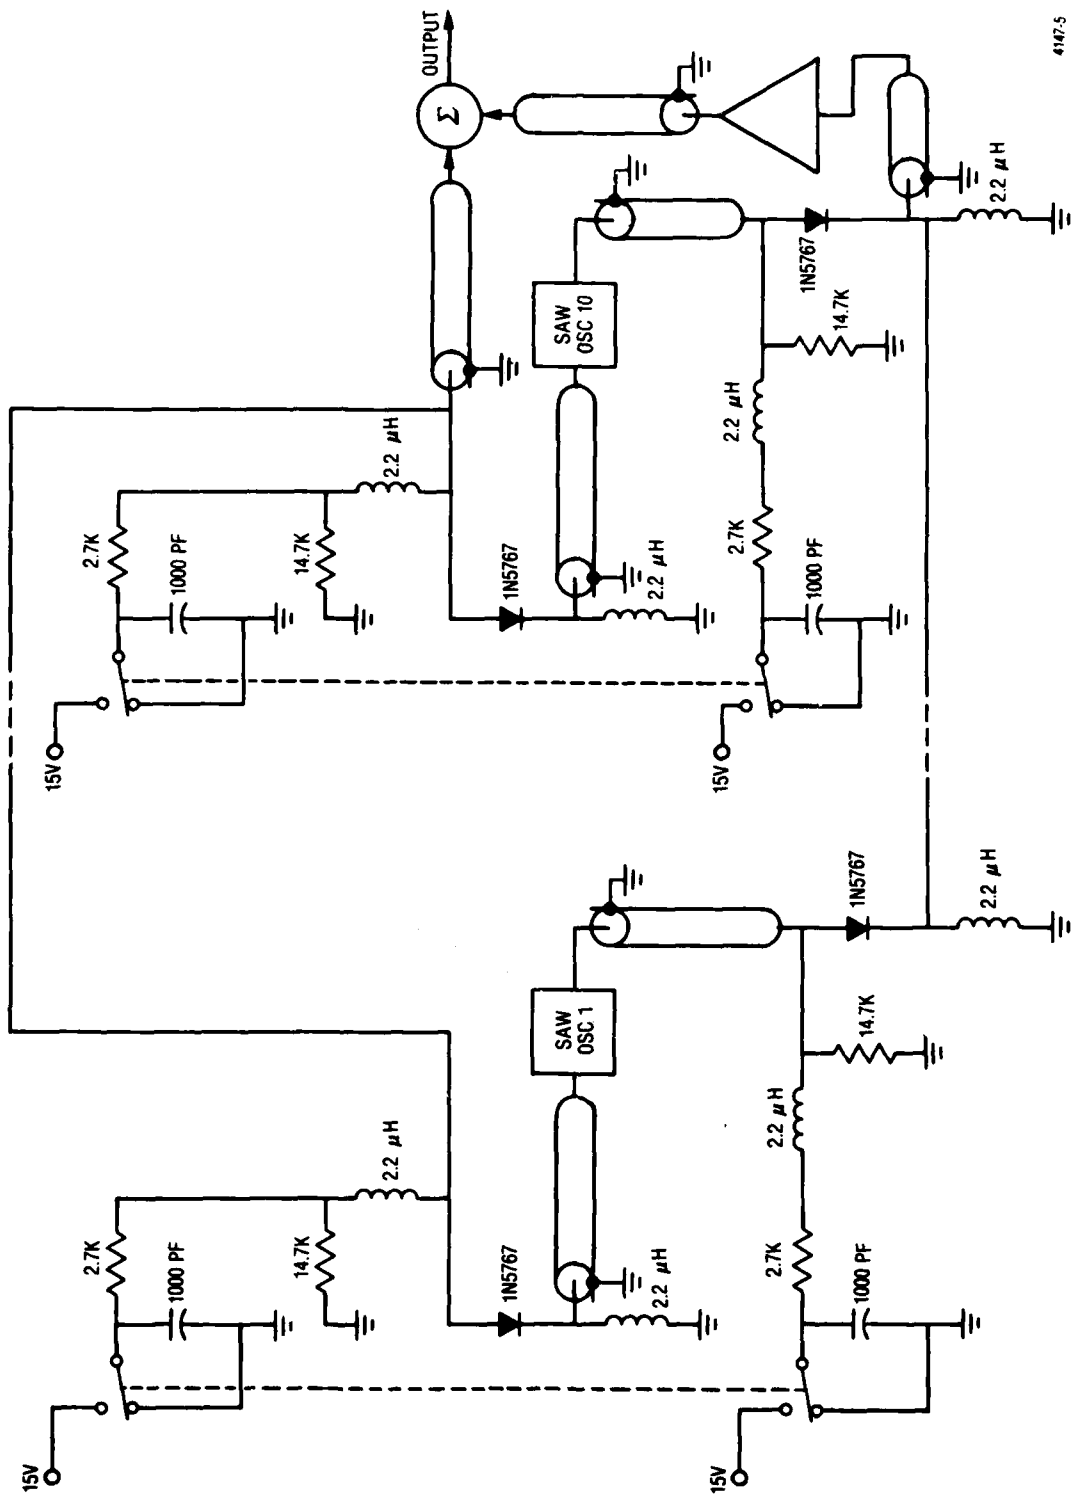 15V
2.7K
1000 PF
14.7K
2.2 μH
1N5767
2.2 μH
SAW
OSC 1
15V
2.7K
1000 PF
2.2 μH
14.7K
1N5767
2.2 μH
15V
2.7K
1000 PF
14.7K
2.2 μH
1N5767
2.2 μH
SAW
OSC 10
15V
2.7K
1000 PF
2.2 μH
14.7K
1N5767
2.2 μH
Σ
OUTPUT
4147-5